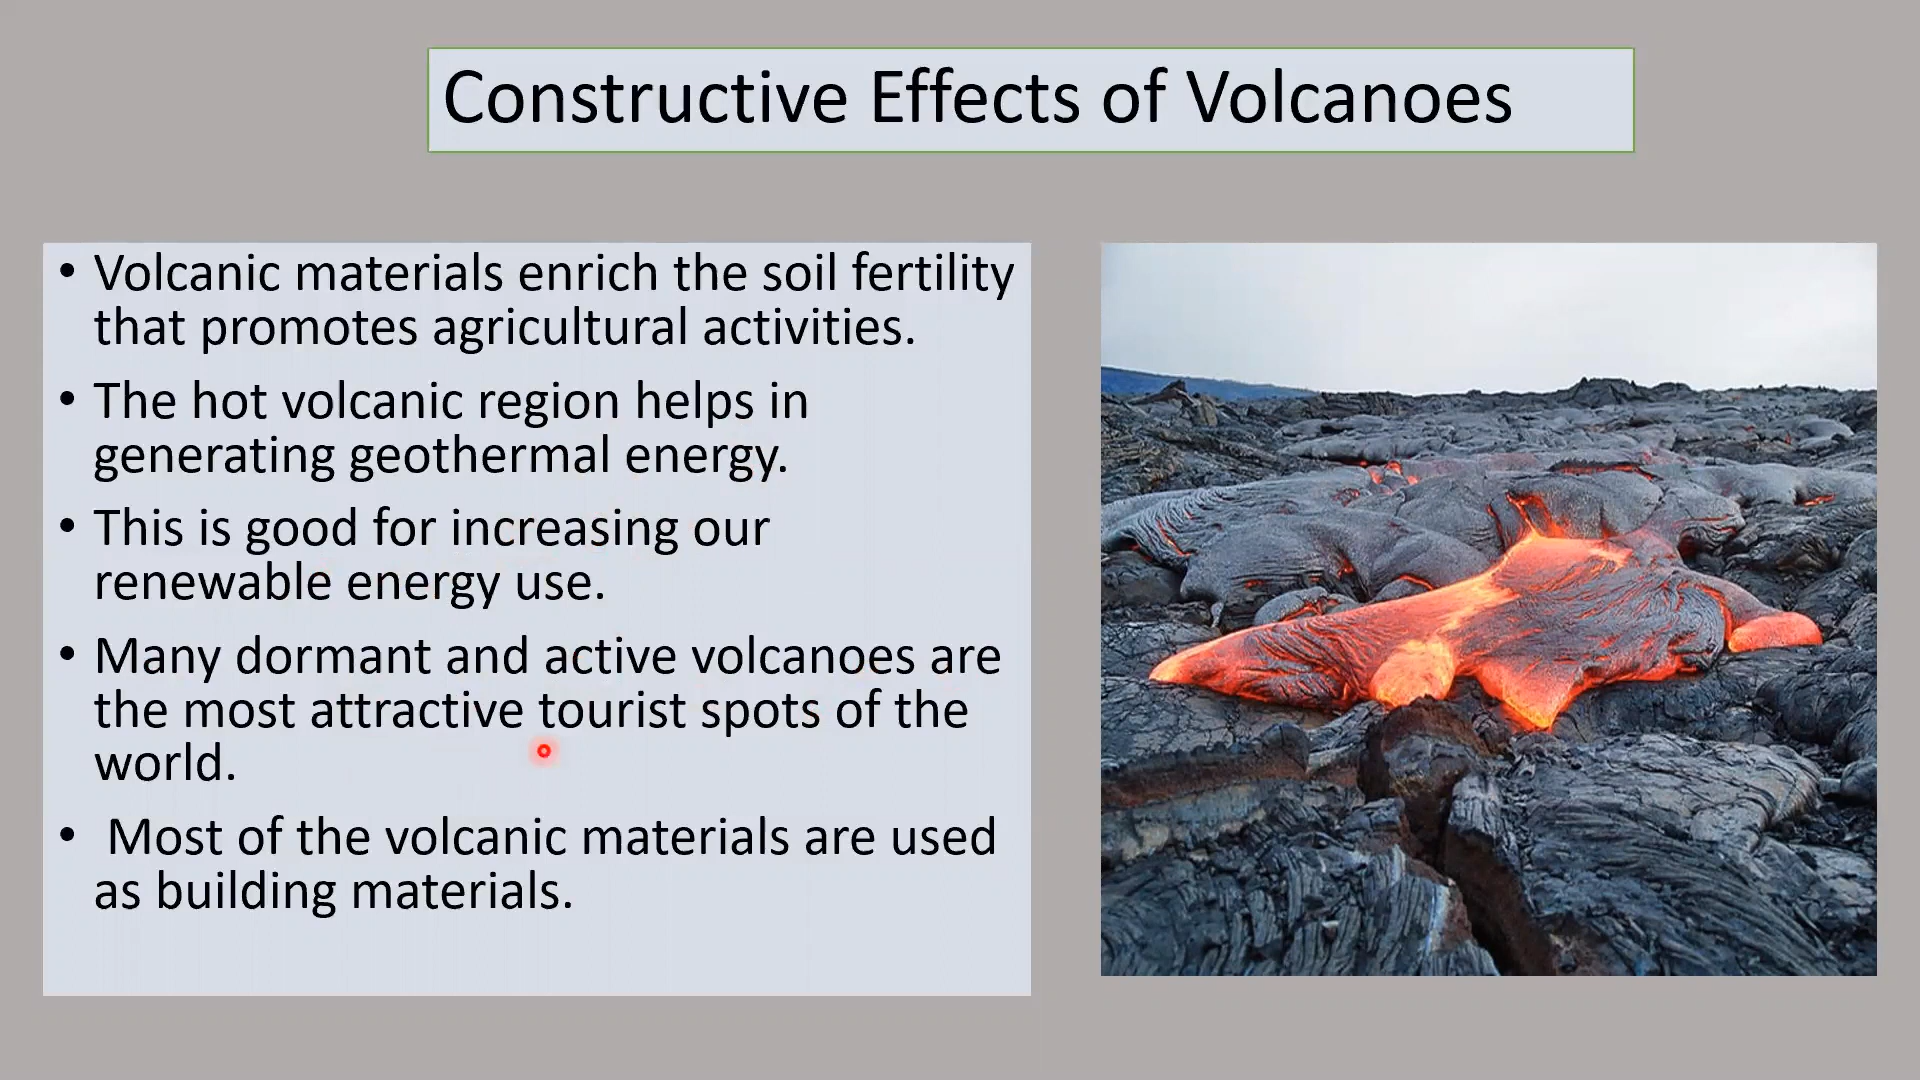 Constructive Effects of Volcanoes
• Volcanic materials enrich the soil fertility
that promotes agricultural activities.
• The hot volcanic region helps in
generating geothermal energy.
• This is good for increasing our
renewable energy use.
• Many dormant and active volcanoes are
the most attractive tourist spots of the
world.
• Most of the volcanic materials are used
as building materials.